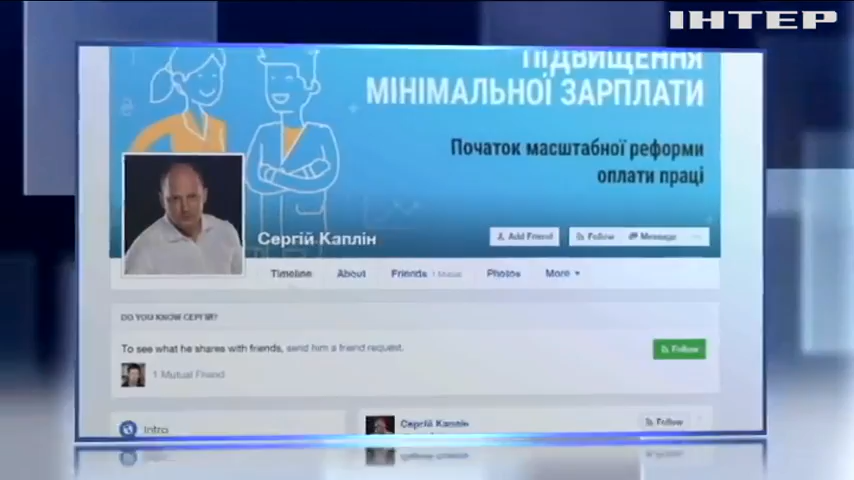 ІНТЕР
ПІДВИЩЕННЯ
МІНІМАЛЬНОЇ ЗАРПЛАТИ
Початок масштабної реформи
оплати праці
Сергій Каплін
Add Friend
Follow
Message
Timeline
About
Friends 1 Mutual
Photos
More
DO YOU KNOW СЕРГІЙ?
To see what he shares with friends, send him a friend request.
Follow
1 Mutual Friend
Intro
Сергій Каплін
Follow